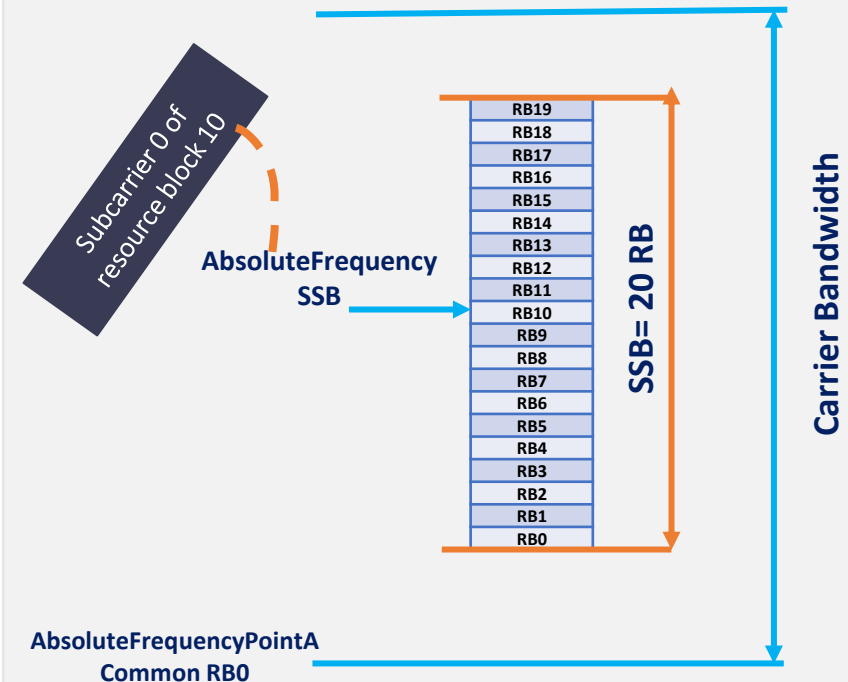 Subcarrier 0 of
resource block 10
AbsoluteFrequency
SSB
RB19
RB18
RB17
RB16
RB15
RB14
RB13
RB12
RB11
RB10
RB9
RB8
RB7
RB6
RB5
RB4
RB3
RB2
RB1
RB0
SSB= 20 RB
Carrier Bandwidth
AbsoluteFrequencyPointA
Common RB0